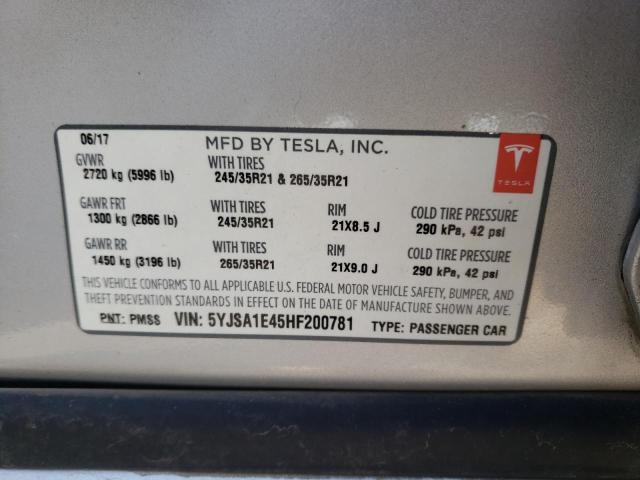 06/17 MFD BY TESLA, INC.
GVWR WITH TIRES
2720 kg (5996 lb) 245/35R21 & 265/35R21
TESLA
GAWR FRT WITH TIRES RIM COLD TIRE PRESSURE
1300 kg (2866 lb) 245/35R21 21X8.5 J 290 kPa, 42 psi
GAWR RR WITH TIRES RIM COLD TIRE PRESSURE
1450 kg (3196 lb) 265/35R21 21X9.0 J 290 kPa, 42 psi
THIS VEHICLE CONFORMS TO ALL APPLICABLE U.S. FEDERAL MOTOR VEHICLE SAFETY, BUMPER, AND
THEFT PREVENTION STANDARDS IN EFFECT ON THE DATE OF MANUFACTURE SHOWN ABOVE.
PNT: PMSS VIN: 5YJSA1E45HF200781 TYPE: PASSENGER CAR